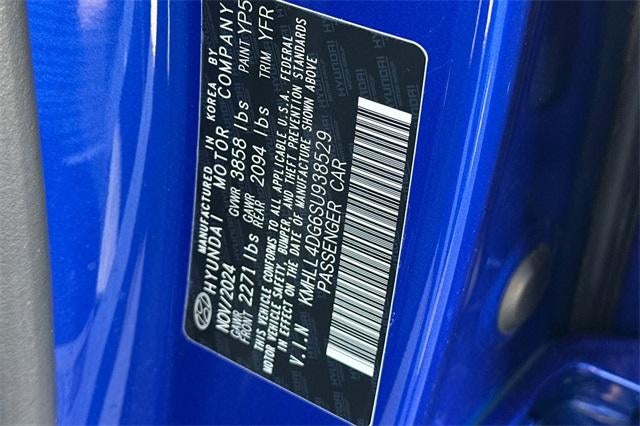 MANUFACTURED IN KOREA BY
HYUNDAI MOTOR COMPANY
NOV/2024 GVWR 3858 lbs PAINT YP5
GAWR FRONT 2271 lbs GAWR REAR 2094 lbs TRIM YFR
THIS VEHICLE CONFORMS TO ALL APPLICABLE U.S.A. FEDERAL
MOTOR VEHICLE SAFETY, BUMPER, AND THEFT PREVENTION STANDARDS
IN EFFECT ON THE DATE OF MANUFACTURE SHOWN ABOVE
V.I.N KMHLL4DG6SU938529
PASSENGER CAR